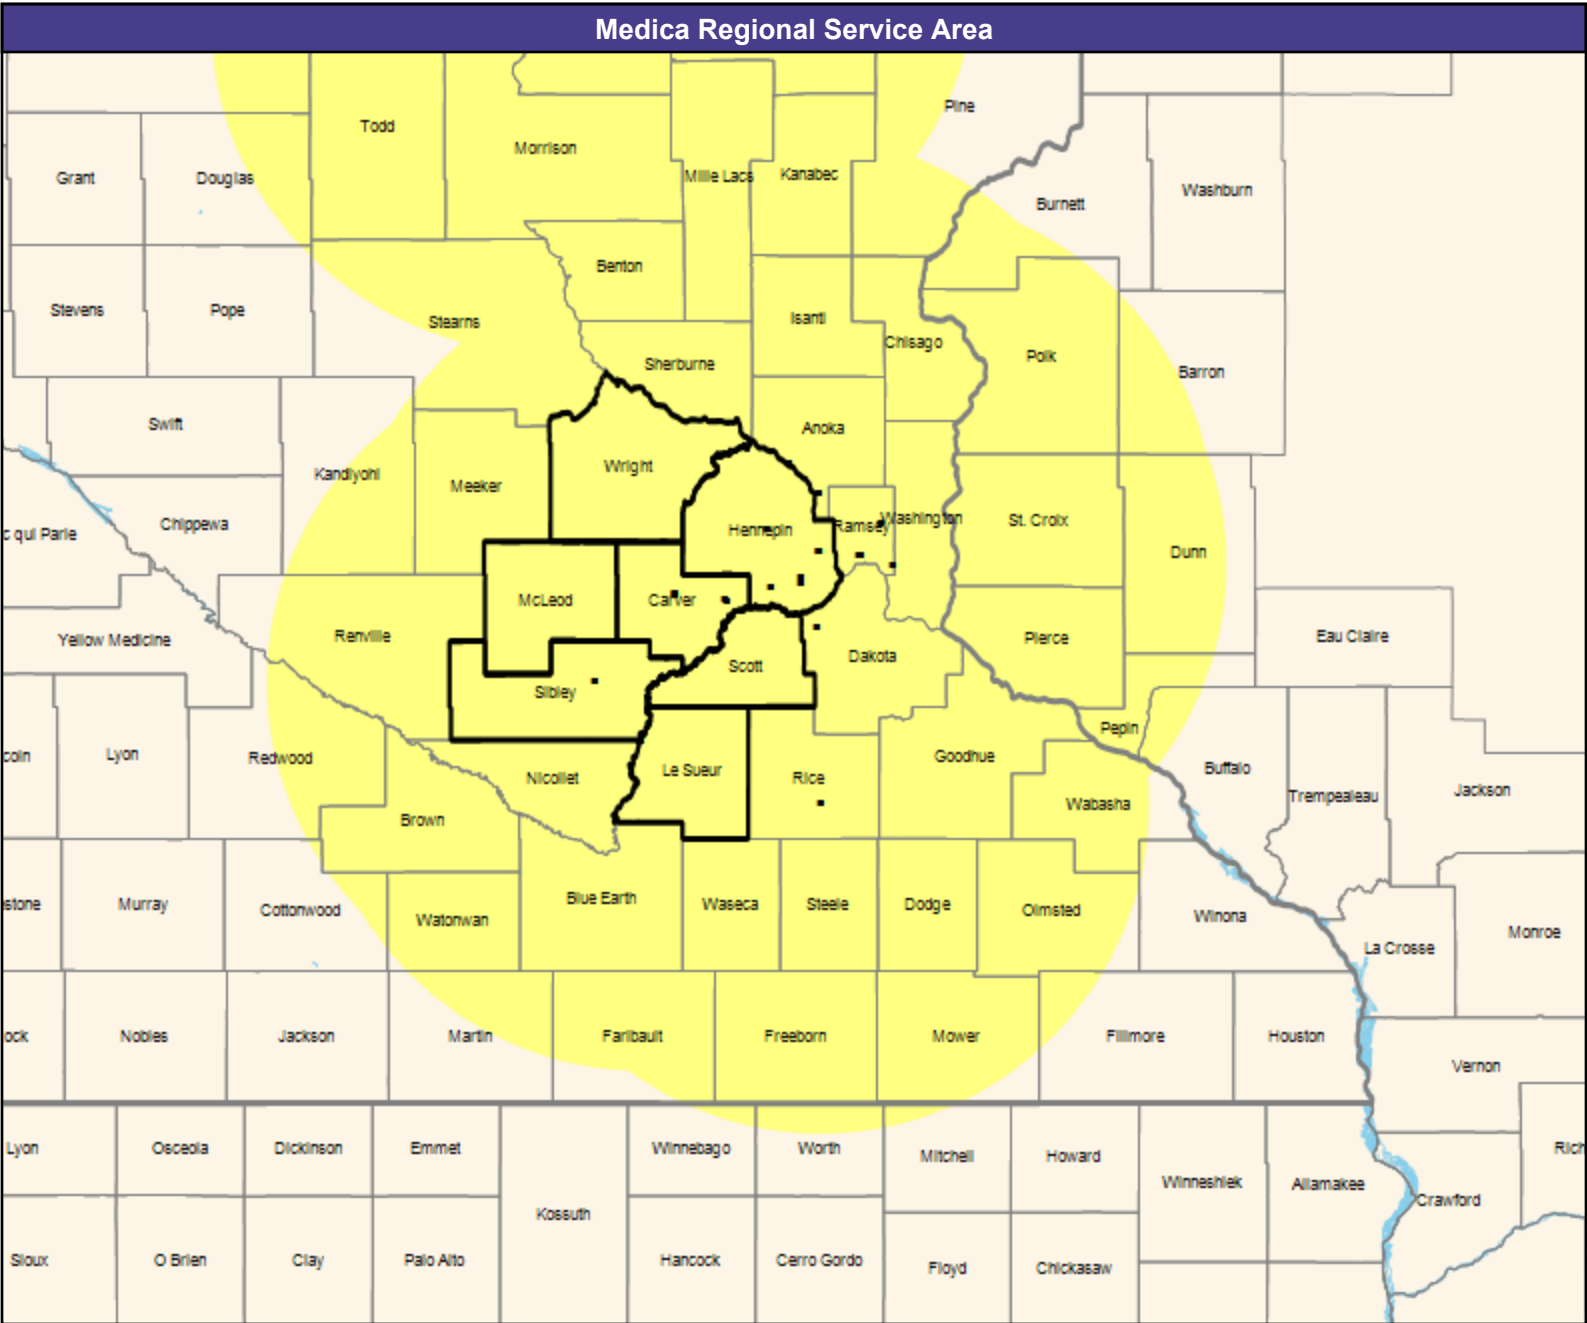 Medica Regional Service Area
Pine
Todd
Morrison
Grant
Douglas
Mille Lacs
Kanabec
Washburn
Burnett
Benton
Stevens
Pope
Stearns
Isanti
Chisago
Polk
Barron
Sherburne
Swift
Anoka
Kandiyohi
Wright
Meeker
Chippewa
Hennepin
Ramsey
Washington
St. Croix
c qui Parle
Dunn
McLeod
Carver
Yellow Medicine
Renville
Pierce
Eau Claire
Scott
Dakota
Sibley
Pepin
coln
Lyon
Redwood
Nicollet
Le Sueur
Rice
Goodhue
Buffalo
Trempealeau
Jackson
Wabasha
Brown
stone
Murray
Cottonwood
Watonwan
Blue Earth
Waseca
Steele
Dodge
Olmsted
Winona
La Crosse
Monroe
ock
Nobles
Jackson
Martin
Faribault
Freeborn
Mower
Fillmore
Houston
Vernon
Lyon
Osceola
Dickinson
Emmet
Winnebago
Worth
Mitchell
Howard
Rich
Winneshiek
Allamakee
Crawford
Kossuth
Sioux
O Brien
Clay
Palo Alto
Hancock
Cerro Gordo
Floyd
Chickasaw